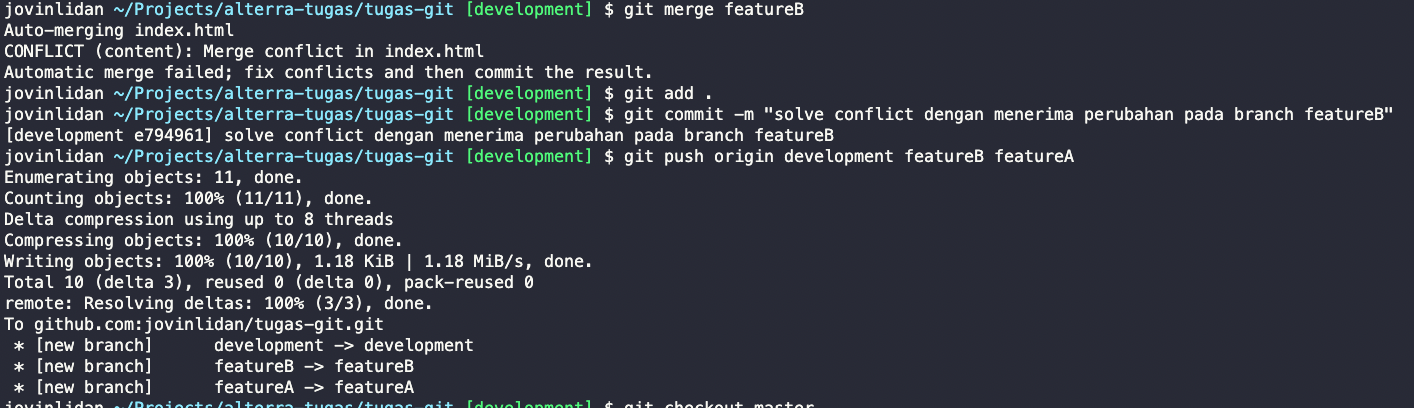 jovinlidan ~/Projects/alterra-tugas/tugas-git [development] $ git merge featureB
Auto-merging index.html
CONFLICT (content): Merge conflict in index.html
Automatic merge failed; fix conflicts and then commit the result.
jovinlidan ~/Projects/alterra-tugas/tugas-git [development] $ git add .
jovinlidan ~/Projects/alterra-tugas/tugas-git [development] $ git commit -m "solve conflict dengan menerima perubahan pada branch featureB"
[development e794961] solve conflict dengan menerima perubahan pada branch featureB
jovinlidan ~/Projects/alterra-tugas/tugas-git [development] $ git push origin development featureB featureA
Enumerating objects: 11, done.
Counting objects: 100% (11/11), done.
Delta compression using up to 8 threads
Compressing objects: 100% (10/10), done.
Writing objects: 100% (10/10), 1.18 KiB | 1.18 MiB/s, done.
Total 10 (delta 3), reused 0 (delta 0), pack-reused 0
remote: Resolving deltas: 100% (3/3), done.
To github.com:jovinlidan/tugas-git.git
 * [new branch]      development -> development
 * [new branch]      featureB -> featureB
 * [new branch]      featureA -> featureA
jovinlidan ~/Projects/alterra-tugas/tugas-git [development] $ git checkout master